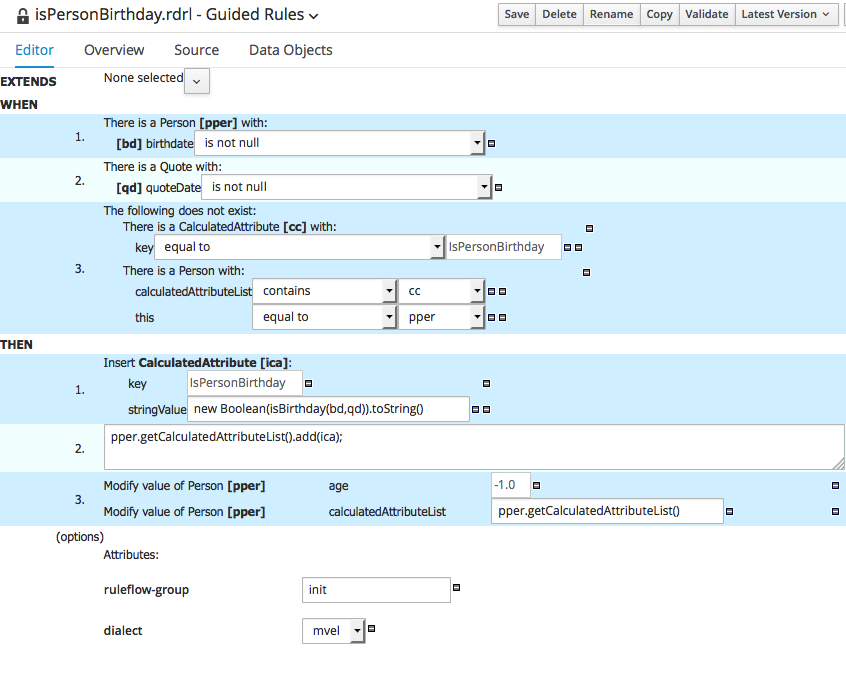 isPersonBirthday.rdrl - Guided Rules
Save Delete Rename Copy Validate Latest Version
Editor Overview Source Data Objects
EXTENDS None selected
WHEN
1. There is a Person [pper] with:
[bd] birthdate is not null
2. There is a Quote with:
[qd] quoteDate is not null
3. The following does not exist:
There is a CalculatedAttribute [cc] with:
key equal to IsPersonBirthday
There is a Person with:
calculatedAttributeList contains cc
this equal to pper
THEN
1. Insert CalculatedAttribute [ica]:
key IsPersonBirthday
stringValue new Boolean(isBirthday(bd,qd)).toString()
2. pper.getCalculatedAttributeList().add(ica);
3. Modify value of Person [pper] age -1.0
Modify value of Person [pper] calculatedAttributeList pper.getCalculatedAttributeList()
(options)
Attributes:
ruleflow-group init
dialect mvel